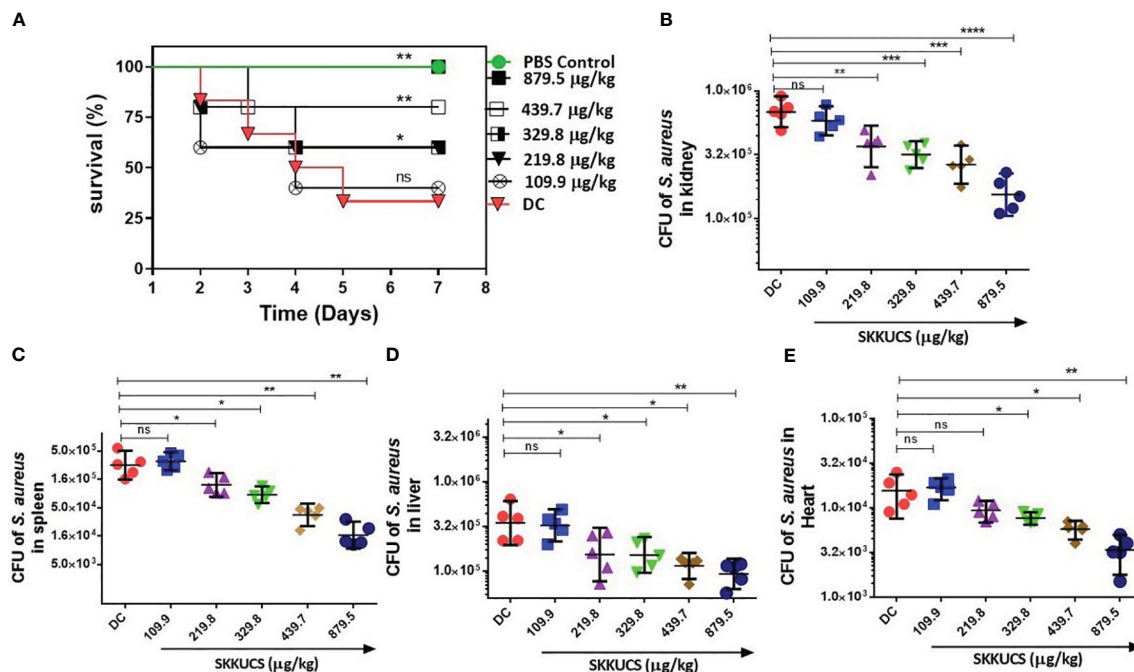 A
survival (%)
100
75
50
25
0
**
**
*
ns
1 2 3 4 5 6 7 8
Time (Days)
PBS Control
879.5 µg/kg
439.7 µg/kg
329.8 µg/kg
219.8 µg/kg
109.9 µg/kg
DC
B
****
***
***
**
ns
CFU of S. aureus
in kidney
1.0×10⁶
3.2×10⁵
1.0×10⁵
DC 109.9 219.8 329.8 439.7 879.5
SKKUCS (µg/kg)
C
**
**
*
*
ns
CFU of S. aureus
in spleen
5.0×10⁵
1.6×10⁵
5.0×10⁴
1.6×10⁴
5.0×10³
DC 109.9 219.8 329.8 439.7 879.5
SKKUCS (µg/kg)
D
**
*
*
*
ns
CFU of S. aureus
in liver
3.2×10⁶
1.0×10⁶
3.2×10⁵
1.0×10⁵
DC 109.9 219.8 329.8 439.7 879.5
SKKUCS (µg/kg)
E
**
*
*
ns
ns
CFU of S. aureus in
Heart
1.0×10⁵
3.2×10⁴
1.0×10⁴
3.2×10³
1.0×10³
DC 109.9 219.8 329.8 439.7 879.5
SKKUCS (µg/kg)